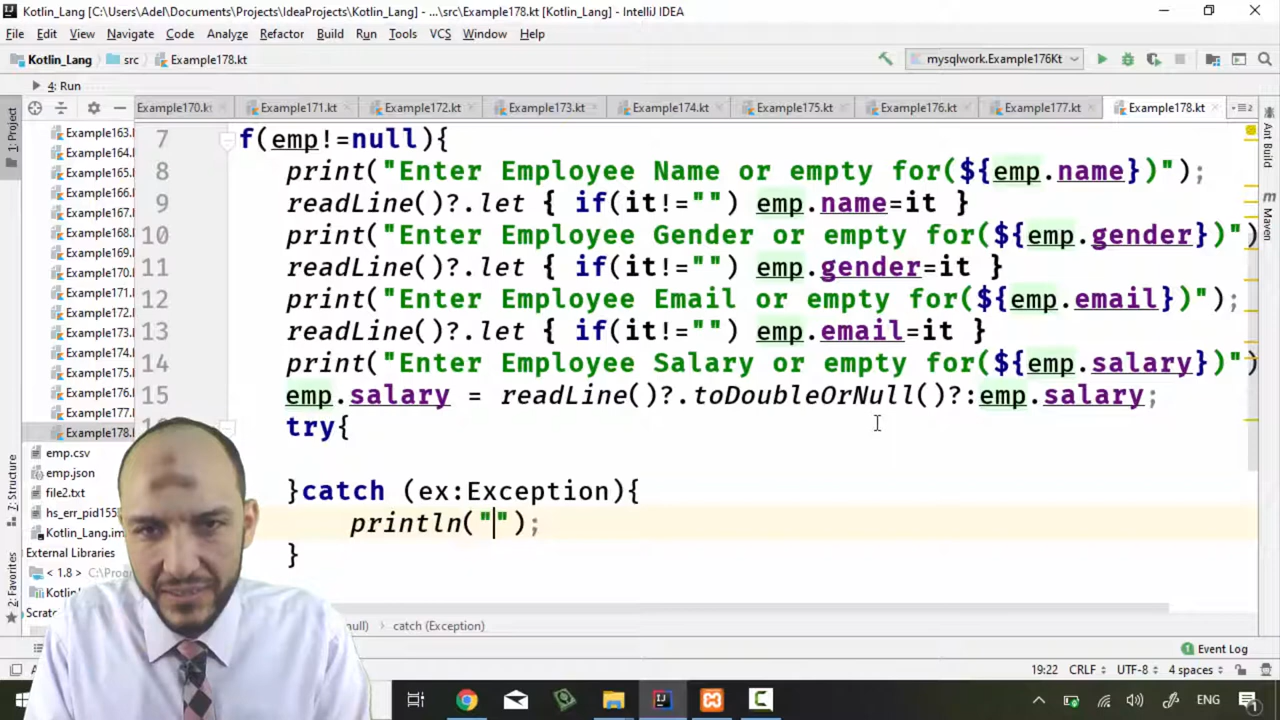 Kotlin_Lang [C:\Users\Adel\Documents\Projects\IdeaProjects\Kotlin_Lang] - ...\src\Example178.kt [Kotlin_Lang] - IntelliJ IDEA
File Edit View Navigate Code Analyze Refactor Build Run Tools VCS Window Help
Kotlin_Lang src Example178.kt mysqlwork.Example176Kt
4: Run
Example170.k Example171.kt Example172.kt Example173.kt Example174.kt Example175.kt Example176.kt Example177.kt Example178.kt
1: Project
Z: Structure
2: Favorites
Ant Build
Maven
Example163.
Example164.
Example165.
Example166.
Example167.
Example168.
Example169.
Example170.
Example171.
Example172.
Example173.
Example174.
Example175.
Example176.
Example177.
Example178.
emp.csv
emp.json
file2.txt
hs_err_pid155
Kotlin_Lang.im
External Libraries
< 1.8 > C:\Prog
Kotlin
Scratc
7 f(emp!=null){
8 print("Enter Employee Name or empty for(${emp.name})");
9 readLine()?.let { if(it!="") emp.name=it }
10 print("Enter Employee Gender or empty for(${emp.gender})")
11 readLine()?.let { if(it!="") emp.gender=it }
12 print("Enter Employee Email or empty for(${emp.email})");
13 readLine()?.let { if(it!="") emp.email=it }
14 print("Enter Employee Salary or empty for(${emp.salary})")
15 emp.salary = readLine()?.toDoubleOrNull()?:emp.salary;
try{
}catch (ex:Exception){
println("");
}
null) catch (Exception)
Event Log
19:22 CRLF UTF-8 4 spaces
ENG
1